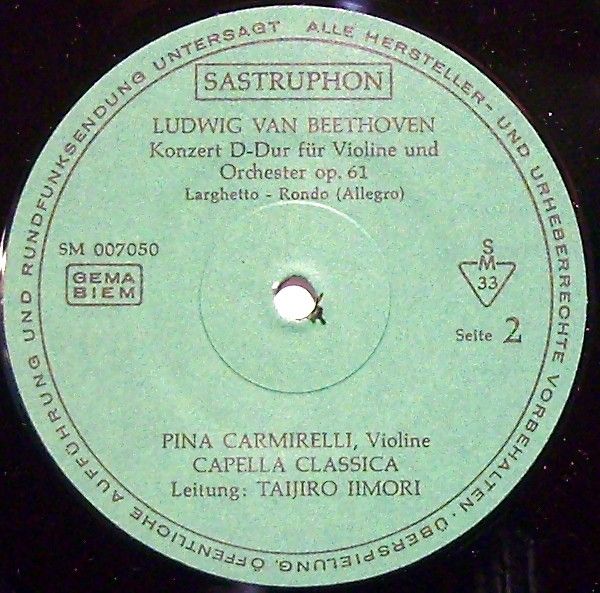 ALLE HERSTELLER- UND URHEBERRECHTE VORBEHALTEN · ÜBERSPIELUNG, ÖFFENTLICHE AUFFÜHRUNG UND RUNDFUNKSENDUNG UNTERSAGT
SASTRUPHON
LUDWIG VAN BEETHOVEN
Konzert D-Dur für Violine und
Orchester op. 61
Larghetto - Rondo (Allegro)
SM 007050
GEMA
BIEM
S
M
33
Seite 2
PINA CARMIRELLI, Violine
CAPELLA CLASSICA
Leitung: TAIJIRO IIMORI